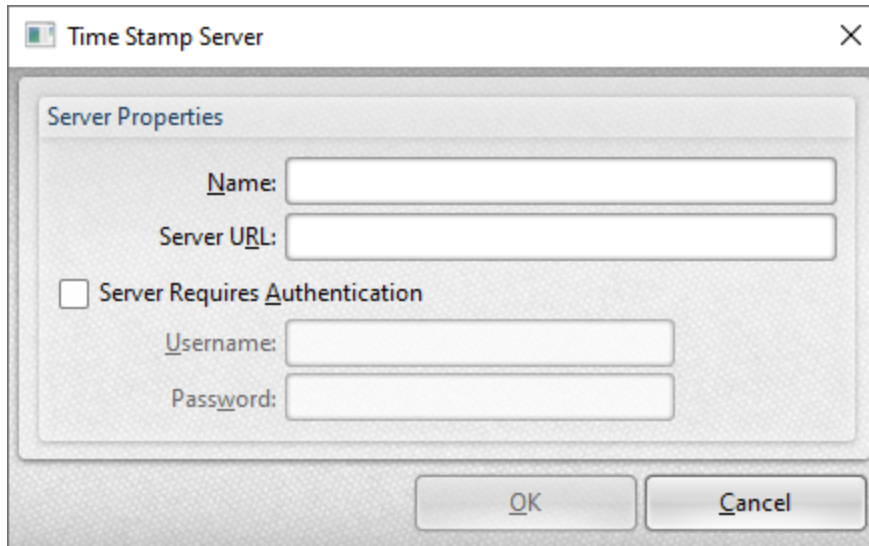 Time Stamp Server
Server Properties
Name:
Server URL:
Server Requires Authentication
Username:
Password:
OK Cancel